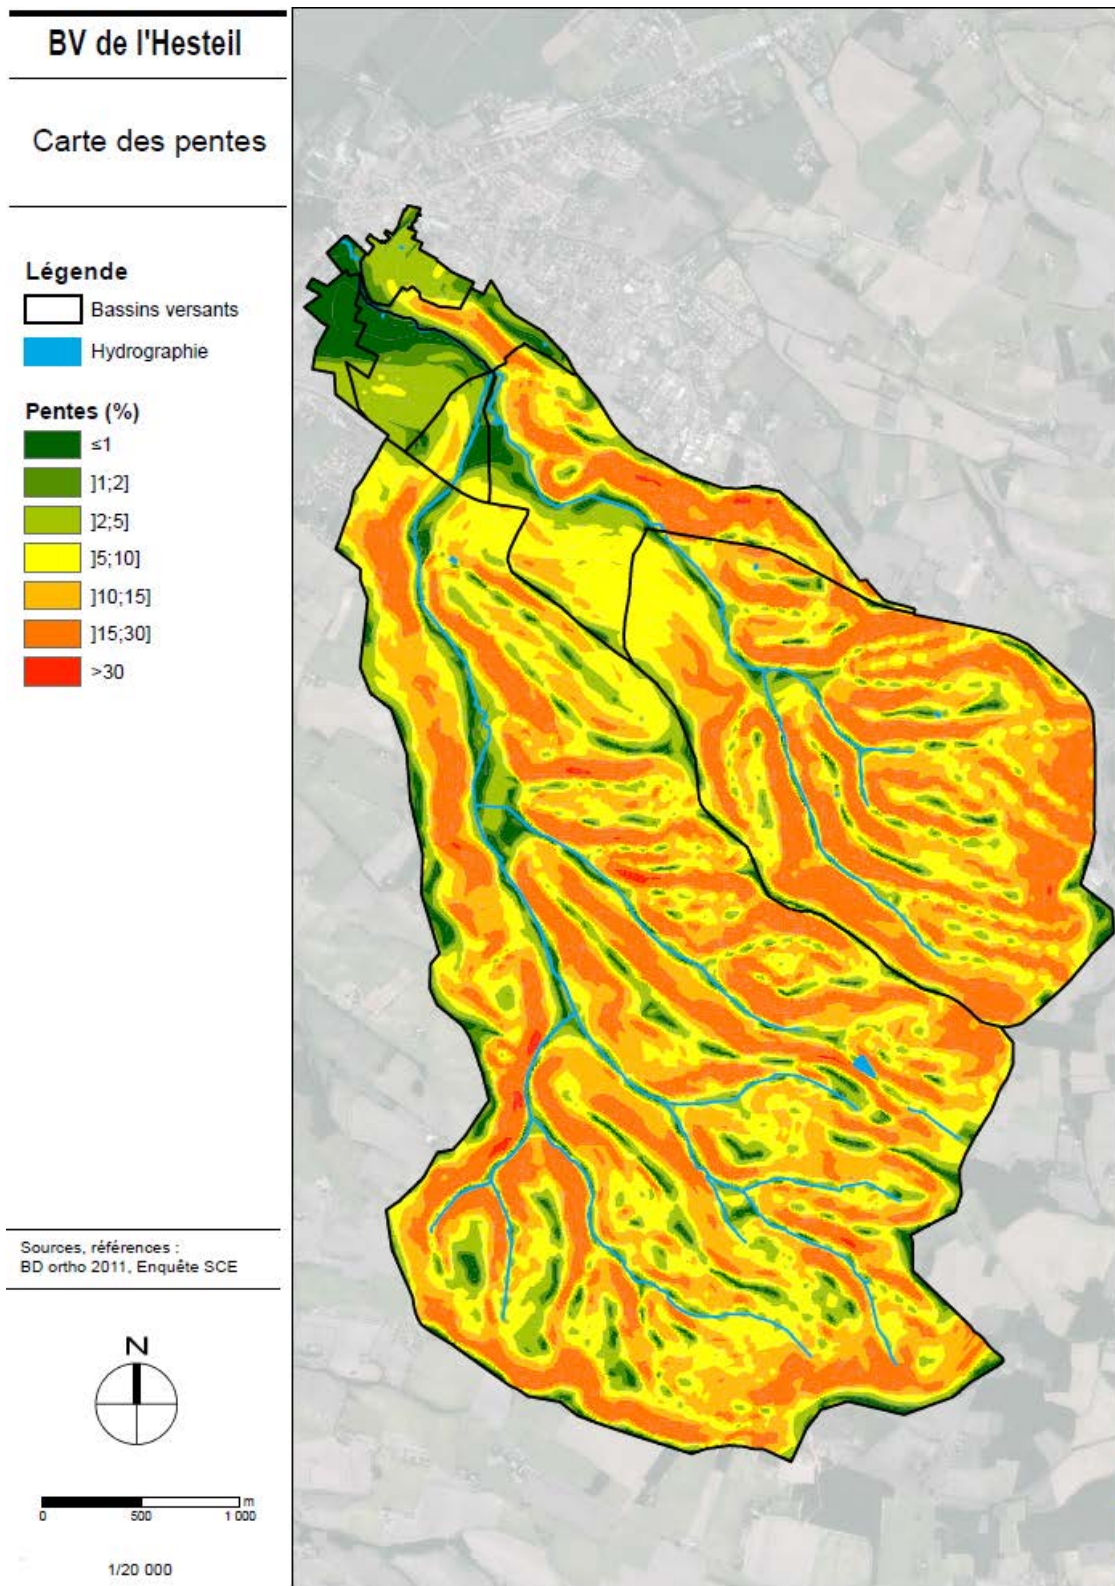 BV de l'Hesteil
Carte des pentes
Légende
Bassins versants
Hydrographie
Pentes (%)
≤1
]1;2]
]2;5]
]5;10]
]10;15]
]15;30]
>30
Sources, références :
BD ortho 2011, Enquête SCE
N
m
0 500 1 000
1/20 000